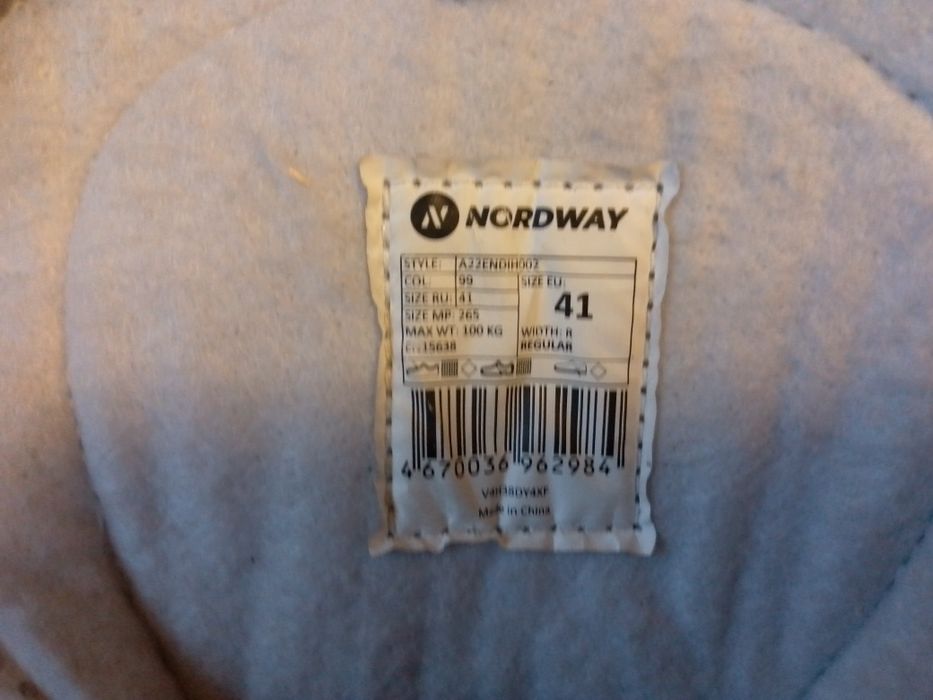 NORDWAY
STYLE: A22ENDIH002
COL: 99
SIZE RU: 41
SIZE MP: 265
MAX WT: 100 KG
15638
SIZE EU:
41
WIDTH: R
REGULAR
4 670036 962984
Made in China